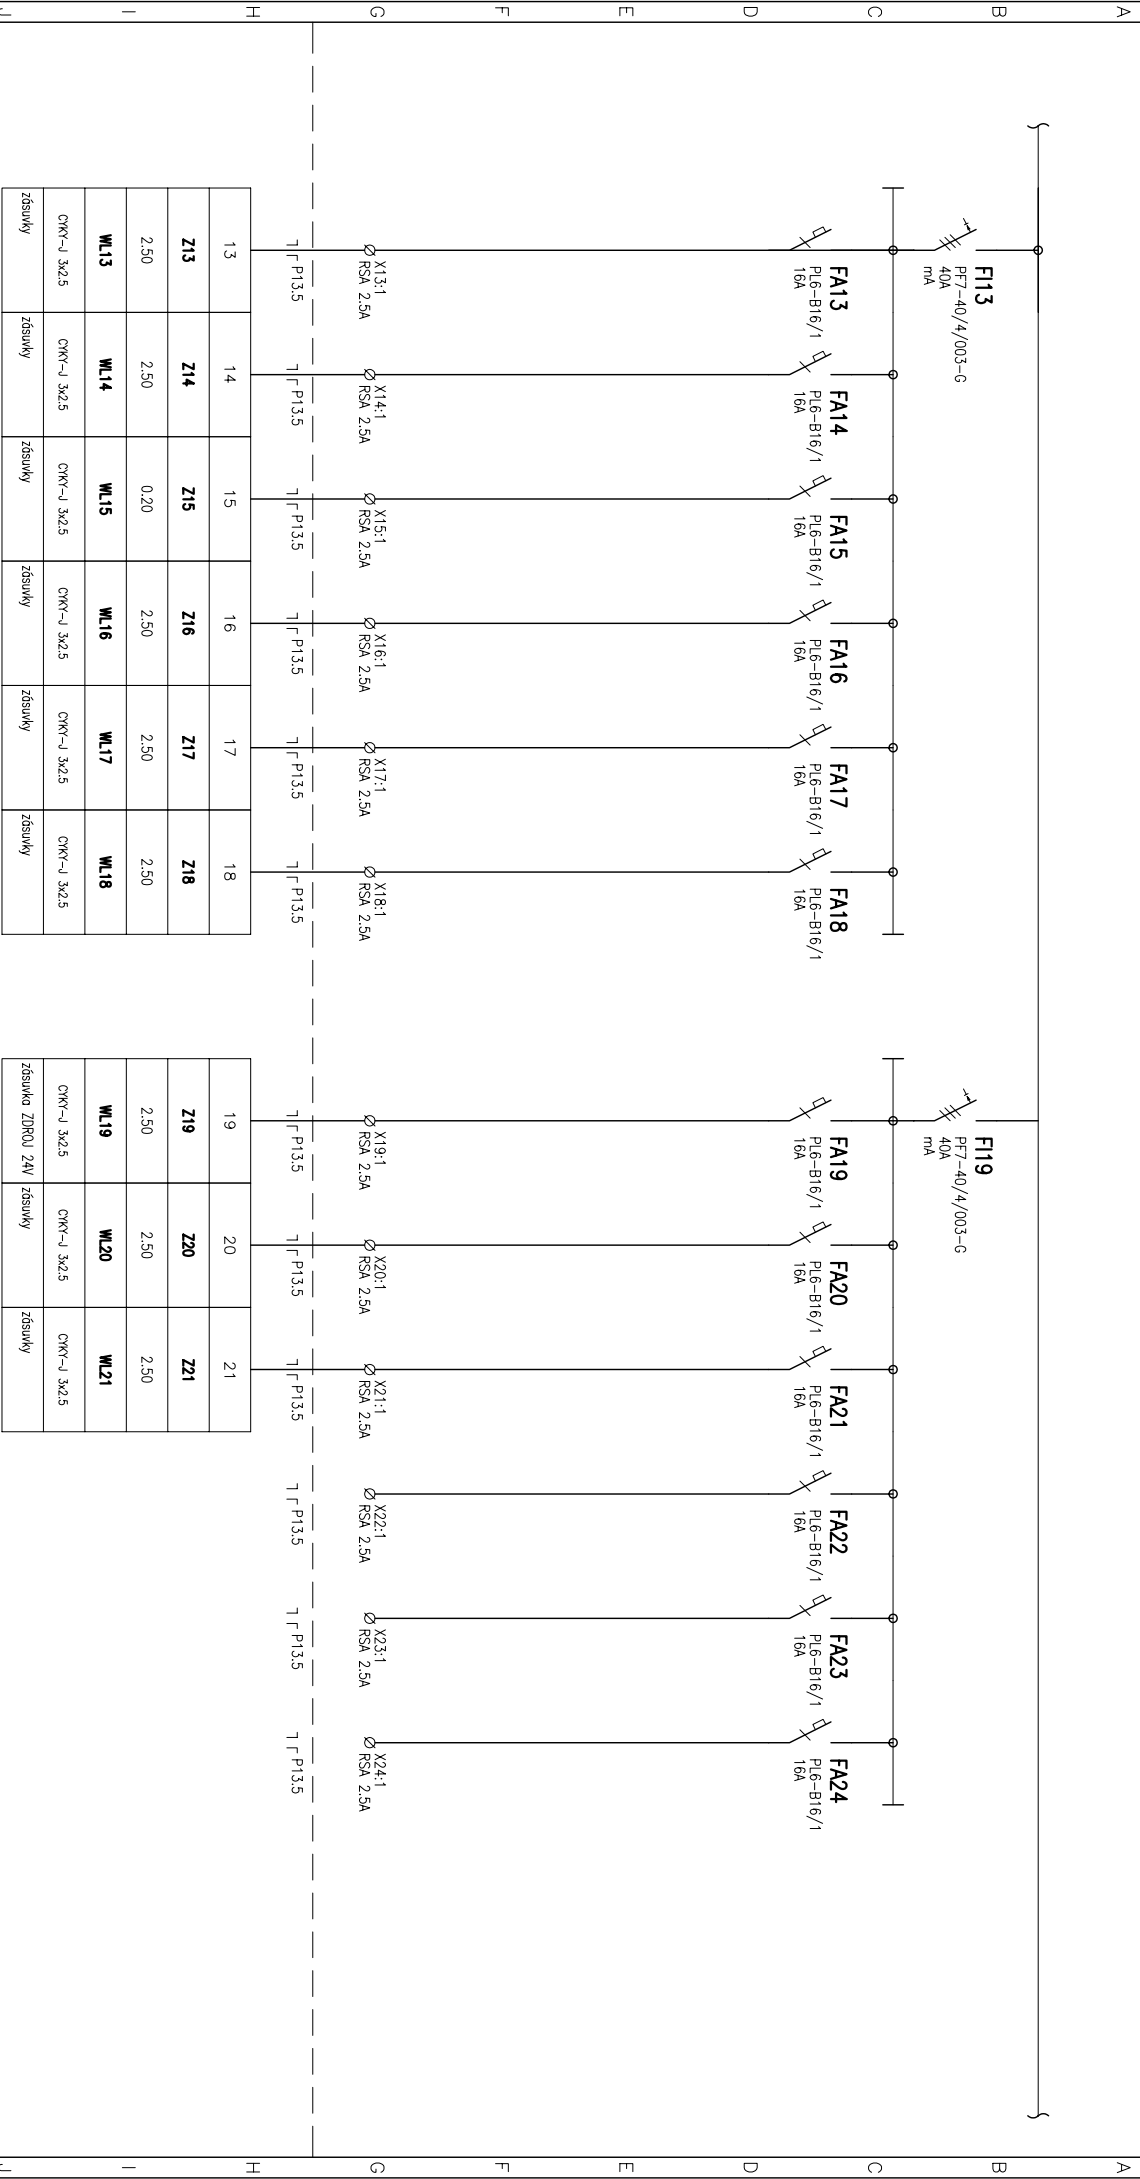 A
B
C
D
E
F
G
H
I
J
FI13
PF7-40/4/003-G
40A
mA
FI19
PF7-40/4/003-G
40A
mA
FA13
PL6-B16/1
16A
FA14
PL6-B16/1
16A
FA15
PL6-B16/1
16A
FA16
PL6-B16/1
16A
FA17
PL6-B16/1
16A
FA18
PL6-B16/1
16A
FA19
PL6-B16/1
16A
FA20
PL6-B16/1
16A
FA21
PL6-B16/1
16A
FA22
PL6-B16/1
16A
FA23
PL6-B16/1
16A
FA24
PL6-B16/1
16A
X13:1
RSA 2.5A
X14:1
RSA 2.5A
X15:1
RSA 2.5A
X16:1
RSA 2.5A
X17:1
RSA 2.5A
X18:1
RSA 2.5A
X19:1
RSA 2.5A
X20:1
RSA 2.5A
X21:1
RSA 2.5A
X22:1
RSA 2.5A
X23:1
RSA 2.5A
X24:1
RSA 2.5A
P13.5
P13.5
P13.5
P13.5
P13.5
P13.5
P13.5
P13.5
P13.5
P13.5
P13.5
P13.5
13 14 15 16 17 18 19 20 21
Z13 Z14 Z15 Z16 Z17 Z18 Z19 Z20 Z21
2.50 2.50 0.20 2.50 2.50 2.50 2.50 2.50 2.50
WL13 WL14 WL15 WL16 WL17 WL18 WL19 WL20 WL21
CYKY-J 3x2.5 CYKY-J 3x2.5 CYKY-J 3x2.5 CYKY-J 3x2.5 CYKY-J 3x2.5 CYKY-J 3x2.5 CYKY-J 3x2.5 CYKY-J 3x2.5 CYKY-J 3x2.5
zásuvky zásuvky zásuvky zásuvky zásuvky zásuvky zásuvka ZDROJ 24V zásuvky zásuvky
A
B
C
D
E
F
G
H
I
J